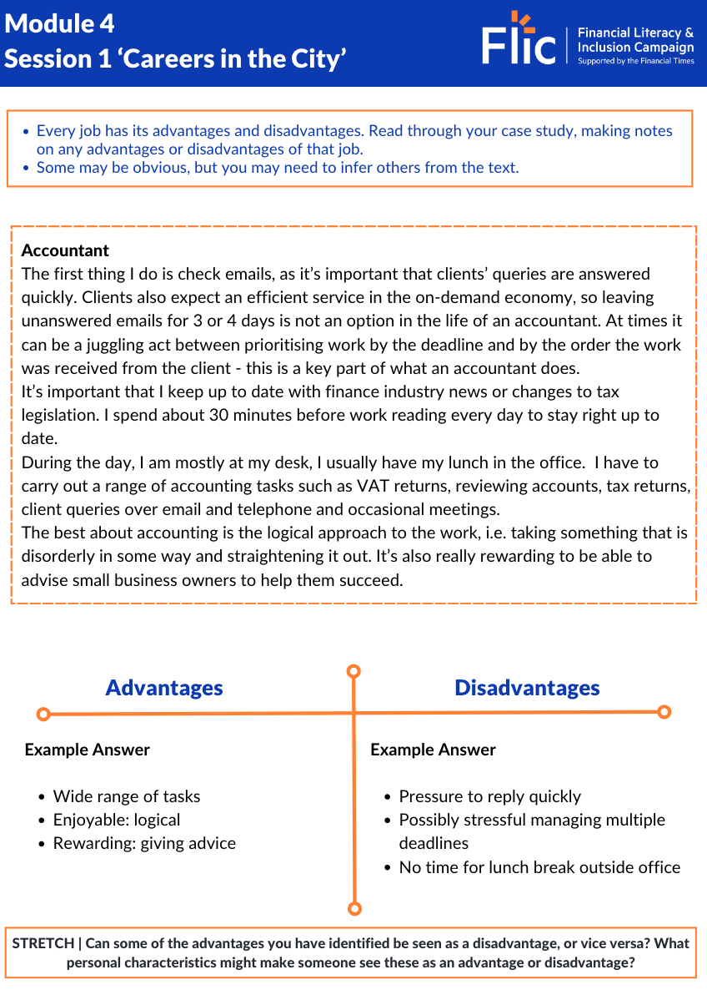 Module 4
Session 1 ‘Careers in the City’
Flic
Financial Literacy &
Inclusion Campaign
Supported by the Financial Times
• Every job has its advantages and disadvantages. Read through your case study, making notes
on any advantages or disadvantages of that job.
• Some may be obvious, but you may need to infer others from the text.
Accountant
The first thing I do is check emails, as it’s important that clients’ queries are answered
quickly. Clients also expect an efficient service in the on-demand economy, so leaving
unanswered emails for 3 or 4 days is not an option in the life of an accountant. At times it
can be a juggling act between prioritising work by the deadline and by the order the work
was received from the client - this is a key part of what an accountant does.
It’s important that I keep up to date with finance industry news or changes to tax
legislation. I spend about 30 minutes before work reading every day to stay right up to
date.
During the day, I am mostly at my desk, I usually have my lunch in the office.  I have to
carry out a range of accounting tasks such as VAT returns, reviewing accounts, tax returns,
client queries over email and telephone and occasional meetings.
The best about accounting is the logical approach to the work, i.e. taking something that is
disorderly in some way and straightening it out. It’s also really rewarding to be able to
advise small business owners to help them succeed.
Advantages
Example Answer
• Wide range of tasks
• Enjoyable: logical
• Rewarding: giving advice
Disadvantages
Example Answer
• Pressure to reply quickly
• Possibly stressful managing multiple
deadlines
• No time for lunch break outside office
STRETCH | Can some of the advantages you have identified be seen as a disadvantage, or vice versa? What
personal characteristics might make someone see these as an advantage or disadvantage?